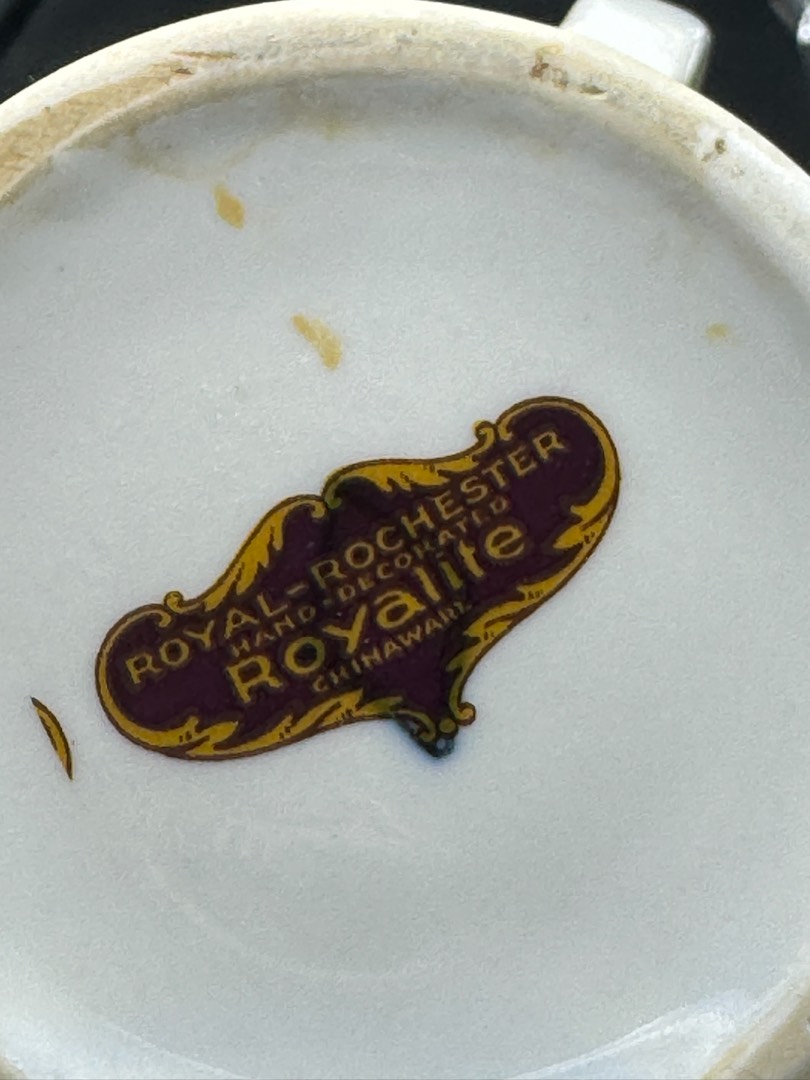 ROYAL-ROCHESTER
HAND-DECORATED
Royalite
CHINAWARE